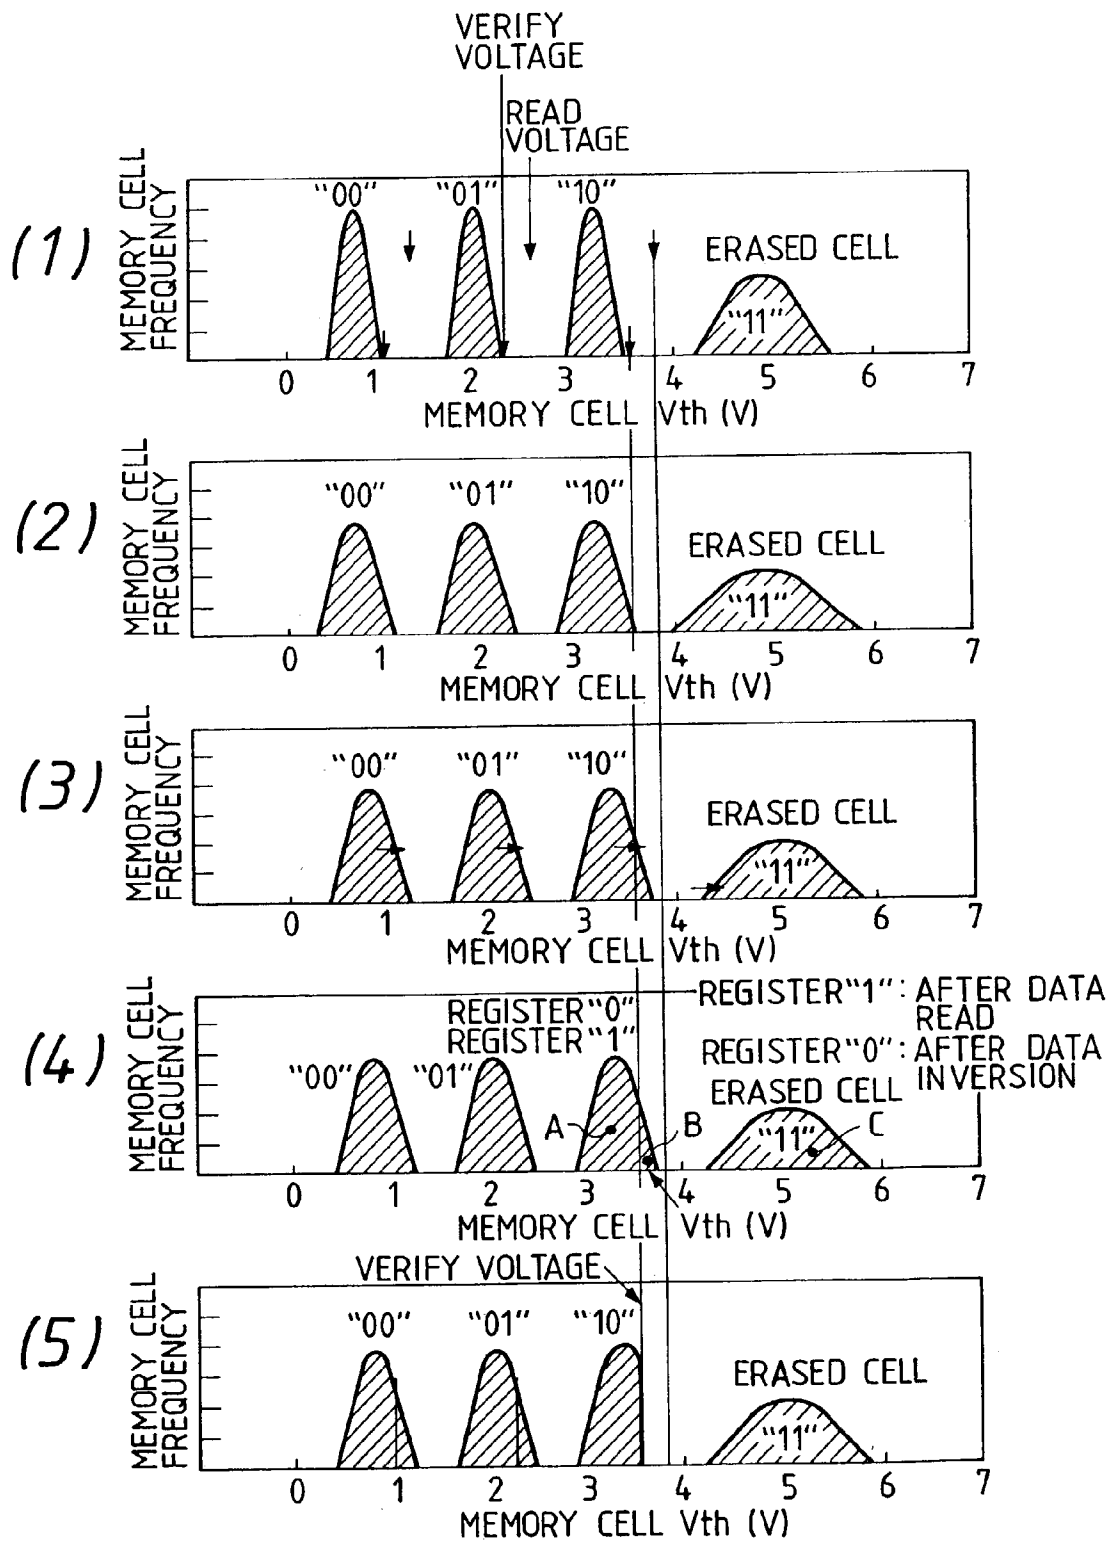 VERIFY
VOLTAGE
READ
VOLTAGE
(1)
MEMORY CELL
FREQUENCY
"00" "01" "10"
ERASED CELL
"11"
0 1 2 3 4 5 6 7
MEMORY CELL Vth (V)
(2)
MEMORY CELL
FREQUENCY
"00" "01" "10"
ERASED CELL
"11"
0 1 2 3 4 5 6 7
MEMORY CELL Vth (V)
(3)
MEMORY CELL
FREQUENCY
"00" "01" "10"
ERASED CELL
"11"
0 1 2 3 4 5 6 7
MEMORY CELL Vth (V)
(4)
MEMORY CELL
FREQUENCY
REGISTER "0"
REGISTER "1"
REGISTER "1" : AFTER DATA
READ
REGISTER "0" : AFTER DATA
INVERSION
"00" "01"
ERASED CELL
A B "11" C
0 1 2 3 4 5 6 7
MEMORY CELL Vth (V)
VERIFY VOLTAGE
(5)
MEMORY CELL
FREQUENCY
"00" "01" "10"
ERASED CELL
"11"
0 1 2 3 4 5 6 7
MEMORY CELL Vth (V)